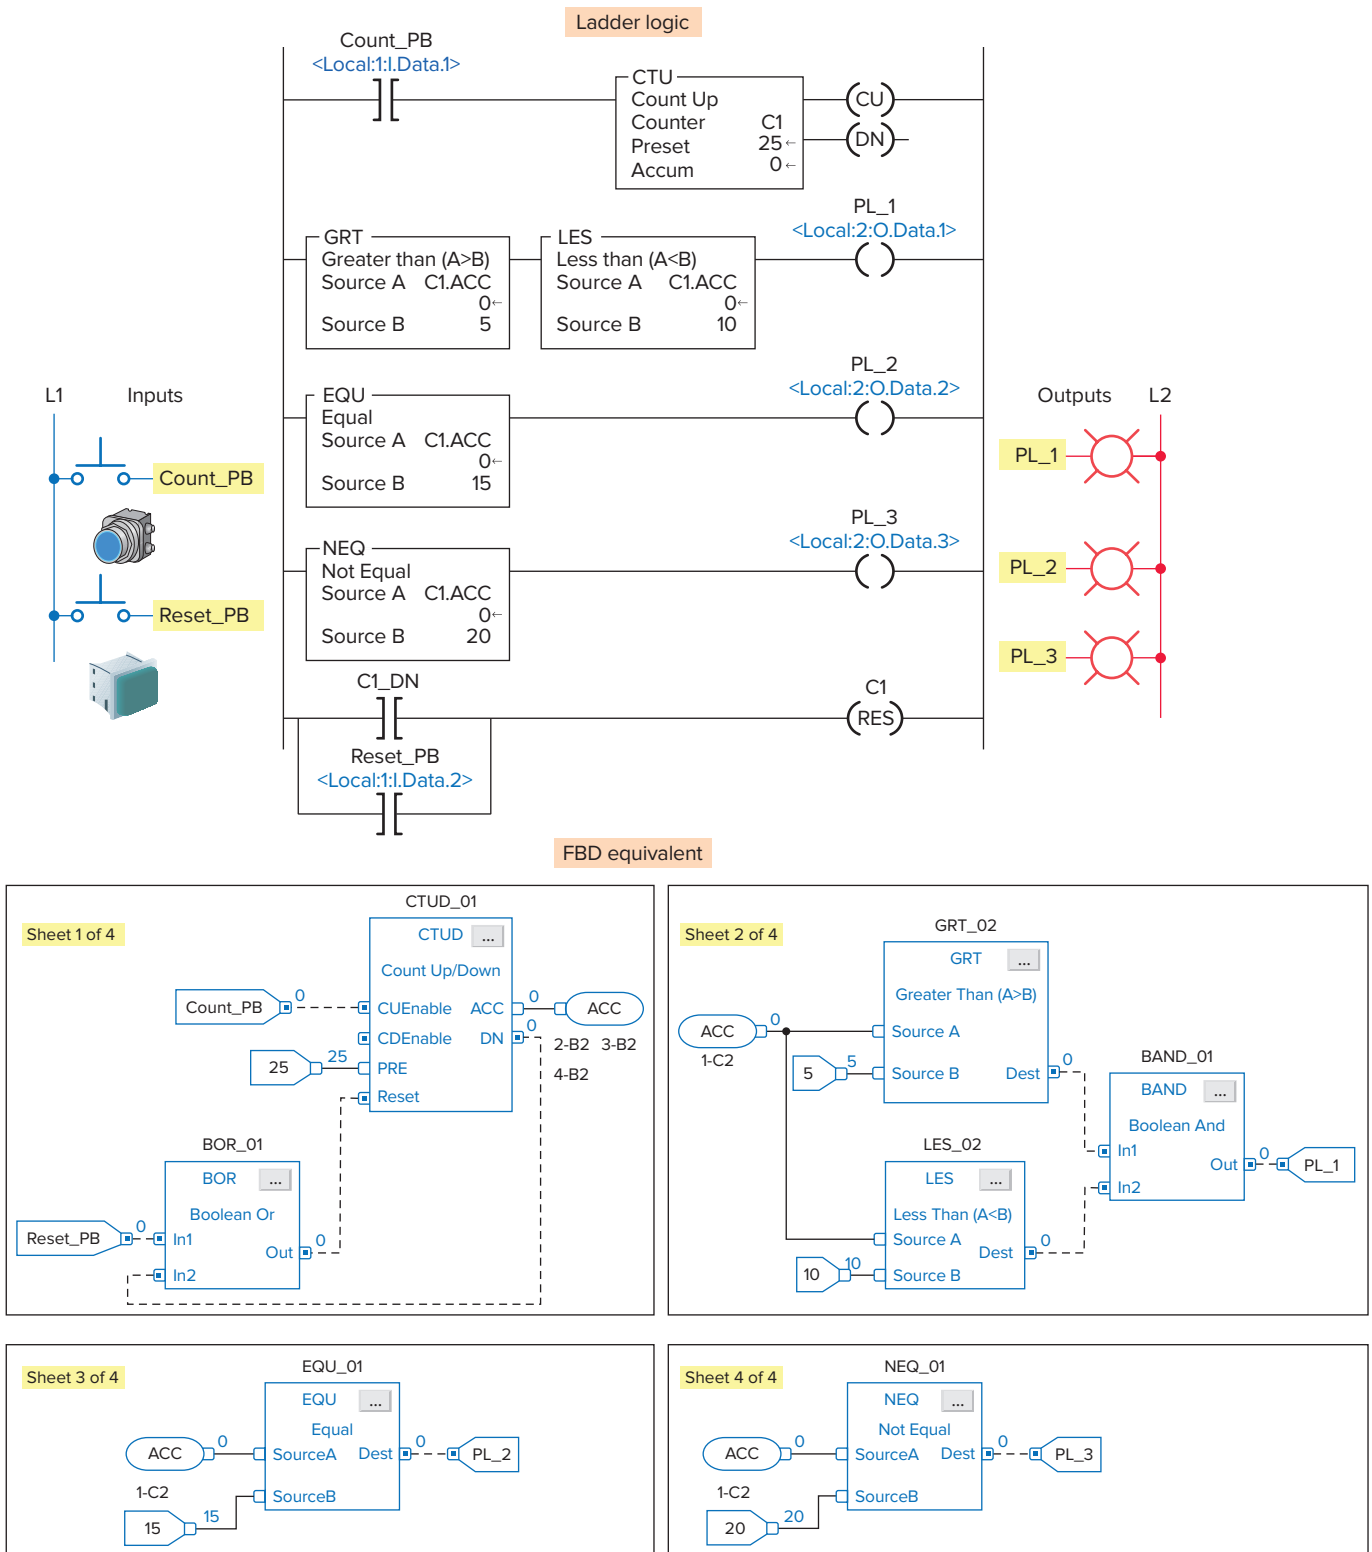 Ladder logic
Count_PB
<Local:1:I.Data.1>
CTU
Count Up
Counter C1
Preset 25←
Accum 0←
CU
DN
PL_1
<Local:2:O.Data.1>
GRT
Greater than (A>B)
Source A C1.ACC
0←
Source B 5
LES
Less than (A<B)
Source A C1.ACC
0←
Source B 10
PL_2
<Local:2:O.Data.2>
EQU
Equal
Source A C1.ACC
0←
Source B 15
PL_3
<Local:2:O.Data.3>
NEQ
Not Equal
Source A C1.ACC
0←
Source B 20
C1_DN
C1
RES
Reset_PB
<Local:1:I.Data.2>
L1 Inputs
Count_PB
Reset_PB
Outputs L2
PL_1
PL_2
PL_3
FBD equivalent
Sheet 1 of 4
CTUD_01
CTUD ...
Count Up/Down
Count_PB 0 CUEnable ACC 0 ACC
CDEnable DN 0
2-B2 3-B2
4-B2
25 25 PRE
Reset
BOR_01
BOR ...
Boolean Or
Reset_PB 0 In1
Out 0
In2
Sheet 2 of 4
GRT_02
GRT ...
Greater Than (A>B)
ACC 0 Source A
1-C2
5 5 Source B Dest 0
BAND_01
BAND ...
Boolean And
In1
Out 0 PL_1
In2
LES_02
LES ...
Less Than (A<B)
Source A
Dest 0
10 10 Source B
Sheet 3 of 4
EQU_01
EQU ...
Equal
ACC 0 SourceA Dest 0 PL_2
1-C2
SourceB
15 15
Sheet 4 of 4
NEQ_01
NEQ ...
Not Equal
ACC 0 SourceA Dest 0 PL_3
1-C2
SourceB
20 20